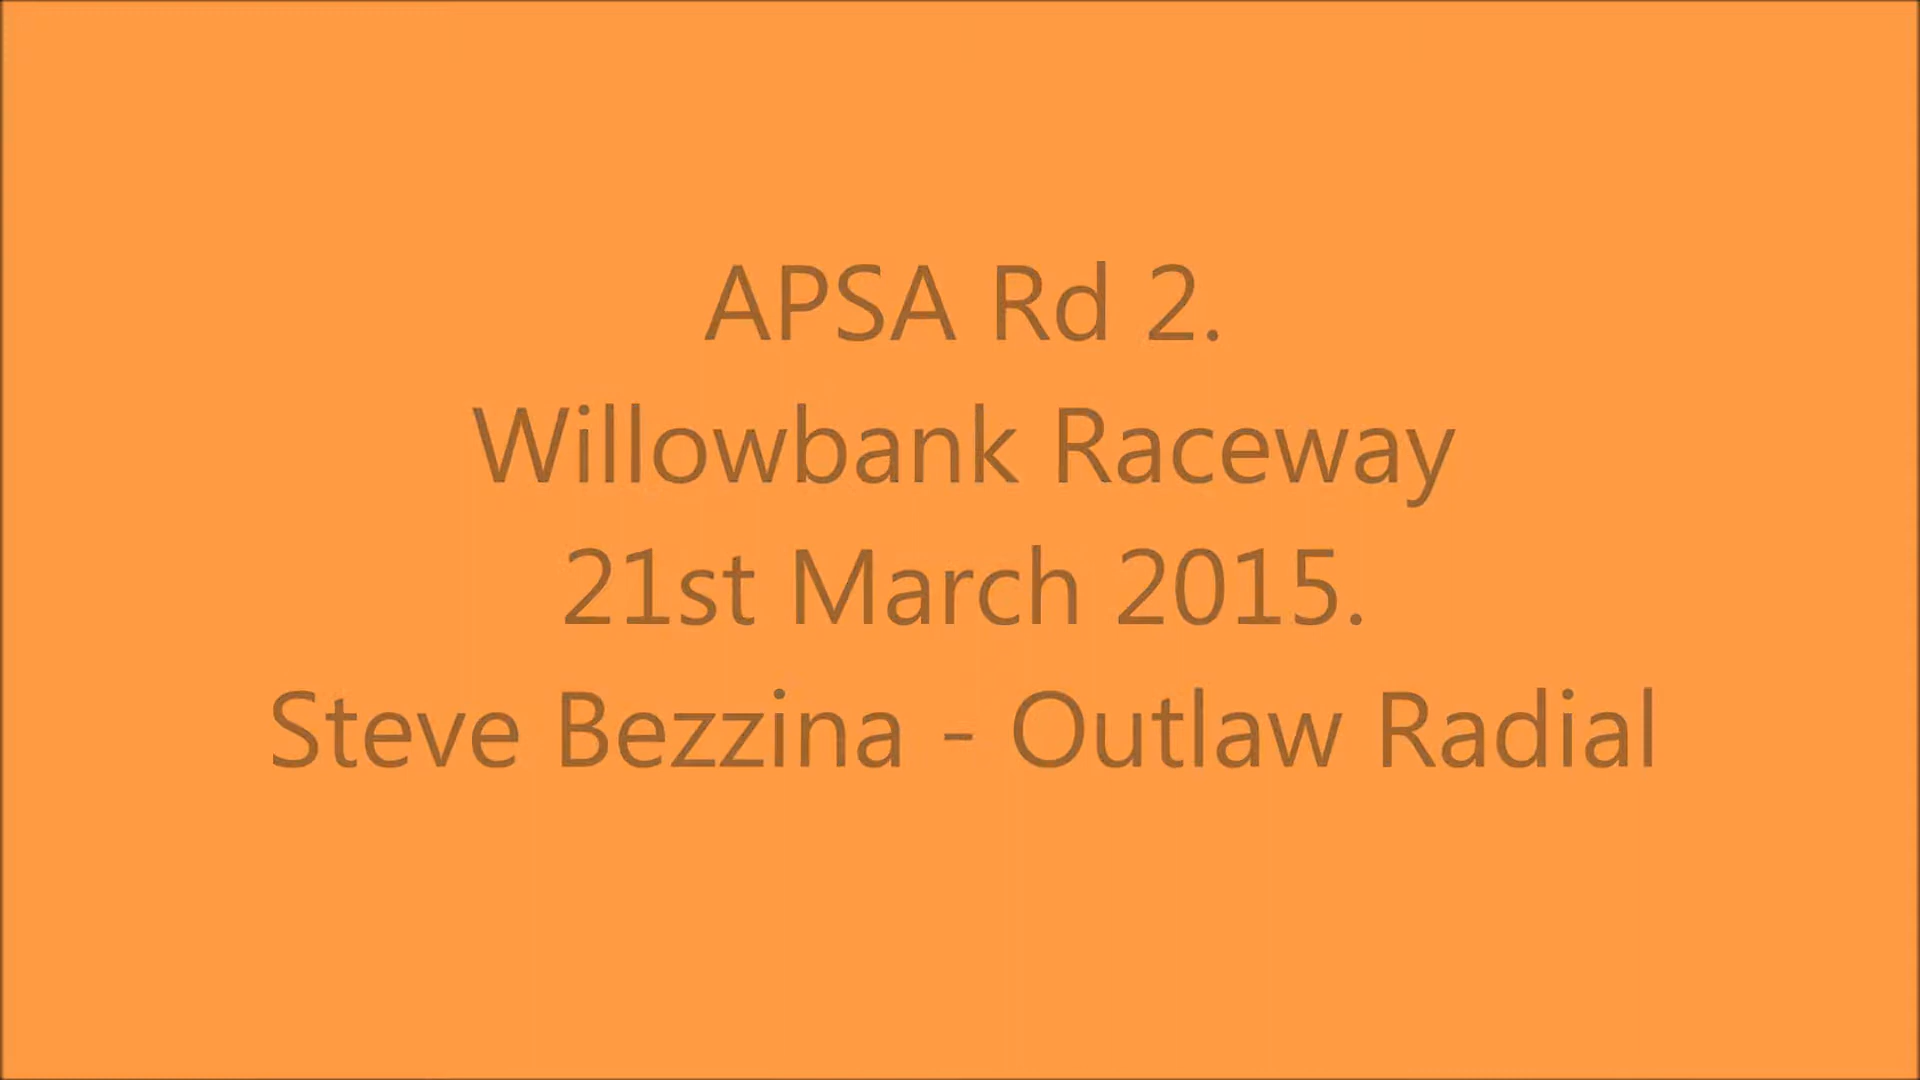 APSA Rd 2.
Willowbank Raceway
21st March 2015.
Steve Bezzina - Outlaw Radial